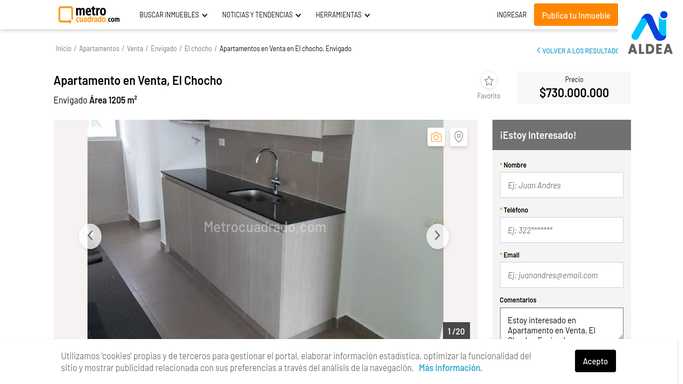 metro
cuadrado.com
BUSCAR INMUEBLES
NOTICIAS Y TENDENCIAS
HERRAMIENTAS
INGRESAR
Publica tu Inmueble
ALDEA
Inicio / Apartamentos / Venta / Envigado / El chocho / Apartamentos en Venta en El chocho, Envigado
VOLVER A LOS RESULTAD
Apartamento en Venta, El Chocho
Envigado Área 1205 m²
Favorito
Precio
$730.000.000
Metrocuadrado.com
1 / 20
¡Estoy Interesado!
* Nombre
Ej: Juan Andres
* Teléfono
Ej: 322*******
* Email
Ej: juanandres@email.com
Comentarios
Estoy interesado en
Apartamento en Venta, El
Utilizamos 'cookies' propias y de terceros para gestionar el portal, elaborar información estadística, optimizar la funcionalidad del
sitio y mostrar publicidad relacionada con sus preferencias a través del análisis de la navegación. Más Información.
Acepto